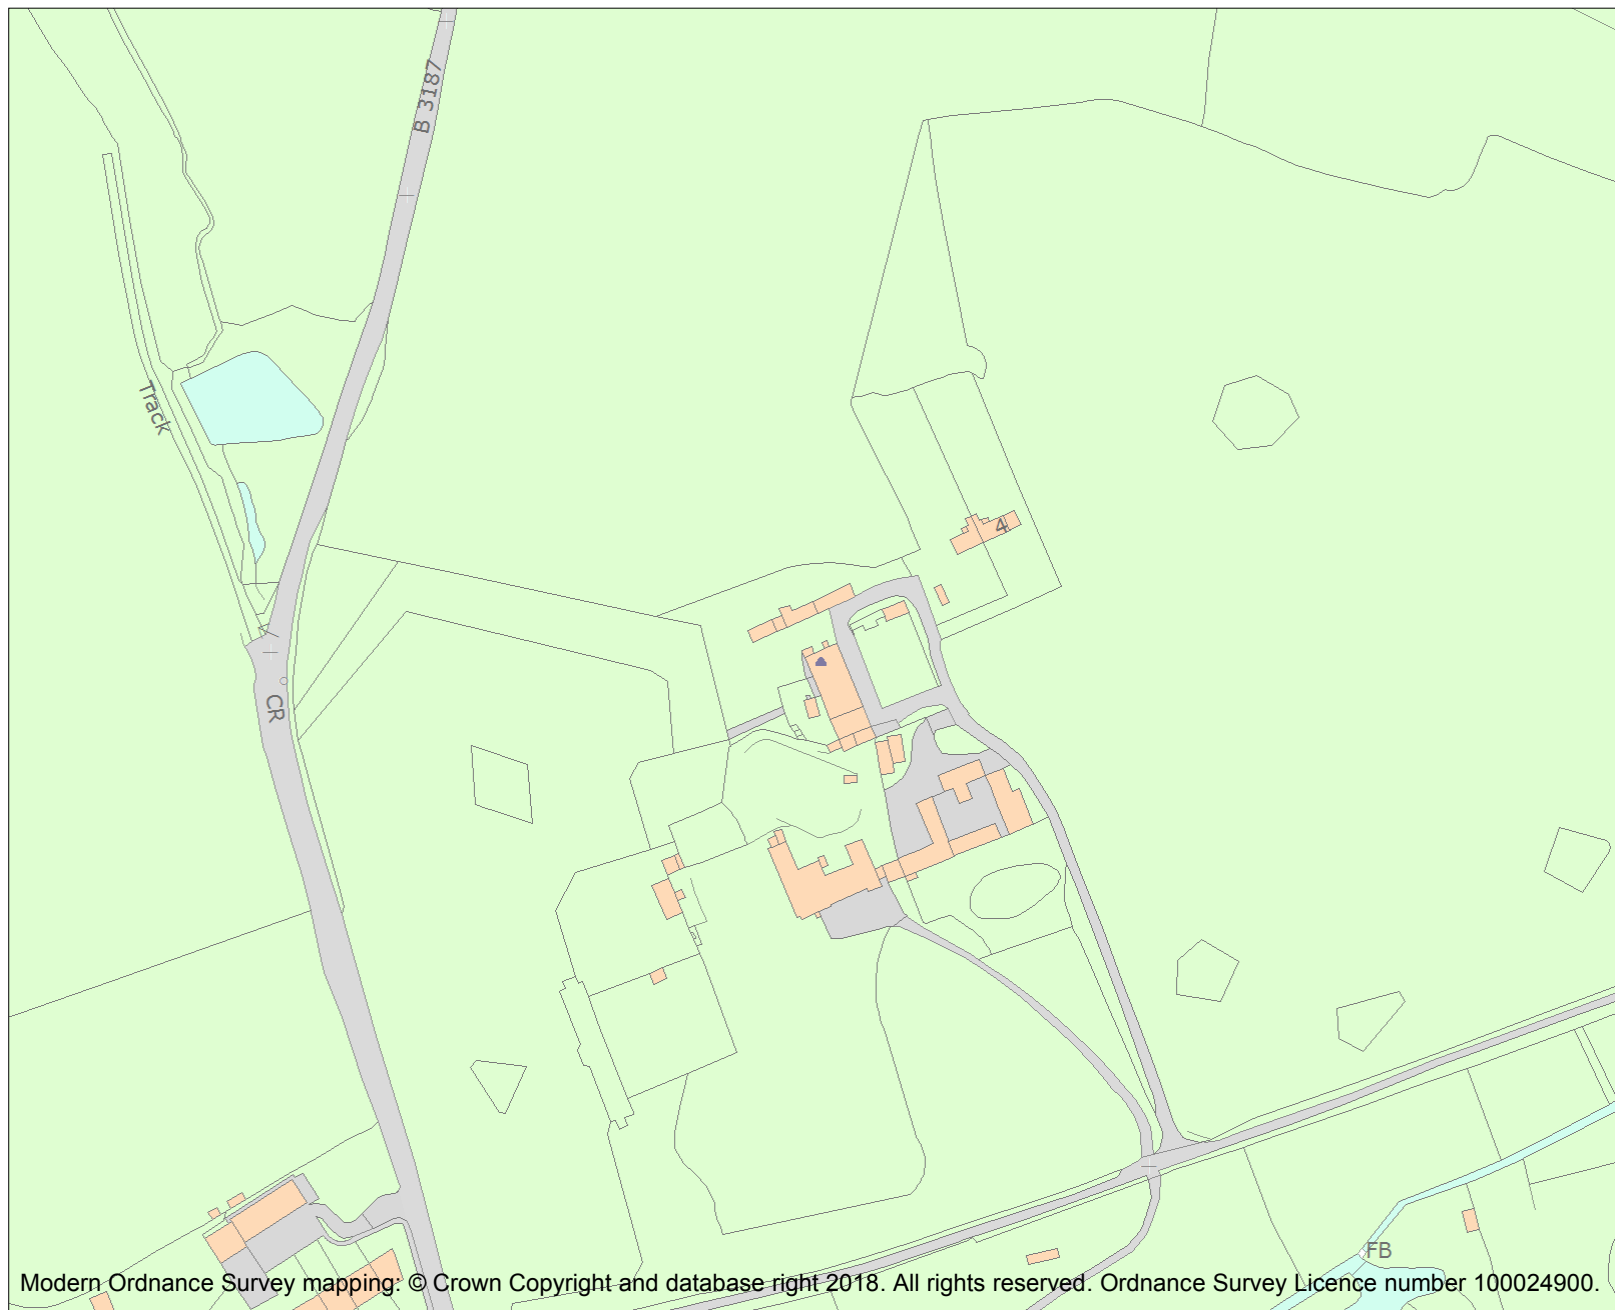 B 3187
Track
4
CR
FB
Modern Ordnance Survey mapping: © Crown Copyright and database right 2018. All rights reserved. Ordnance Survey Licence number 100024900.